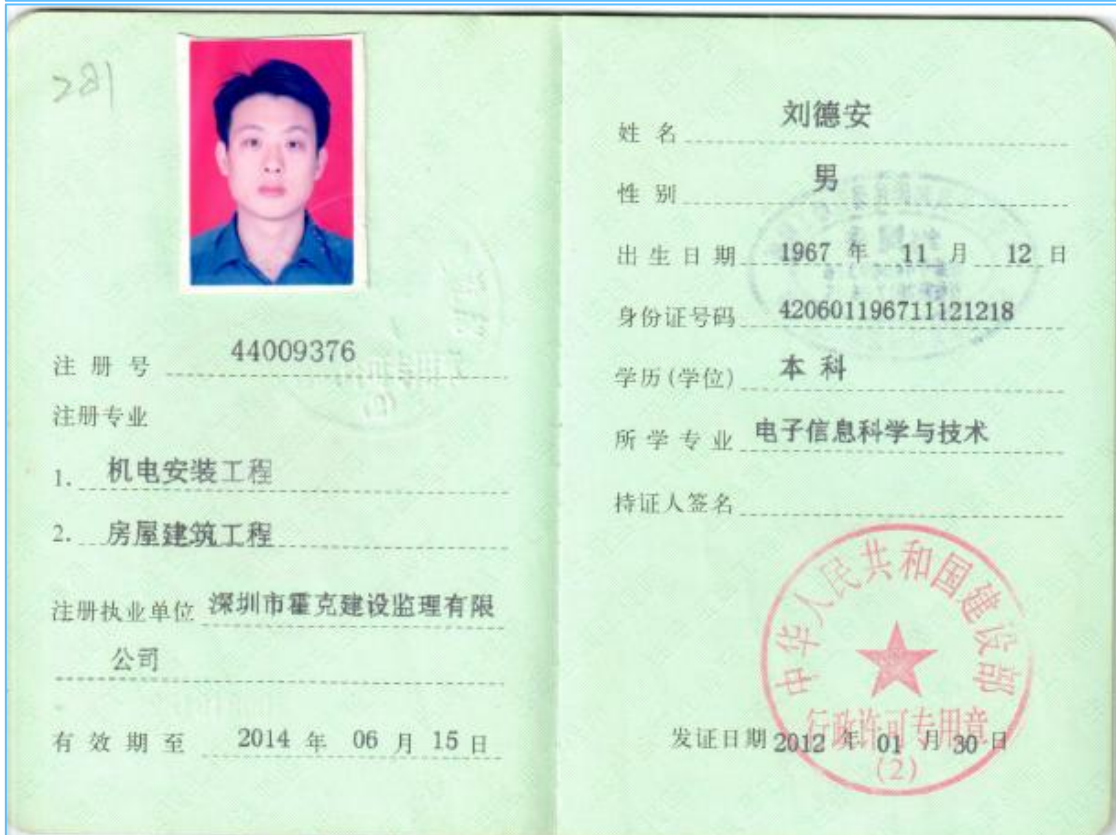 281
注册号 44009376
注册专业
1. 机电安装工程
2. 房屋建筑工程
注册执业单位 深圳市霍克建设监理有限
公司
有效期至 2014 年 06 月 15 日
姓名 刘德安
性别 男
出生日期 1967 年 11 月 12 日
身份证号码 420601196711121218
学历(学位) 本科
所学专业 电子信息科学与技术
持证人签名
中华人民共和国建设部
行政许可专用章
(2)
发证日期 2012 年 01 月 30 日